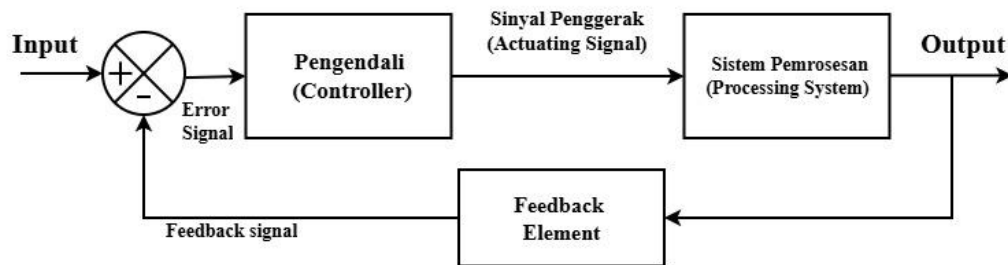 Input
+
-
Error
Signal
Pengendali
(Controller)
Sinyal Penggerak
(Actuating Signal)
Sistem Pemrosesan
(Processing System)
Output
Feedback
Element
Feedback signal